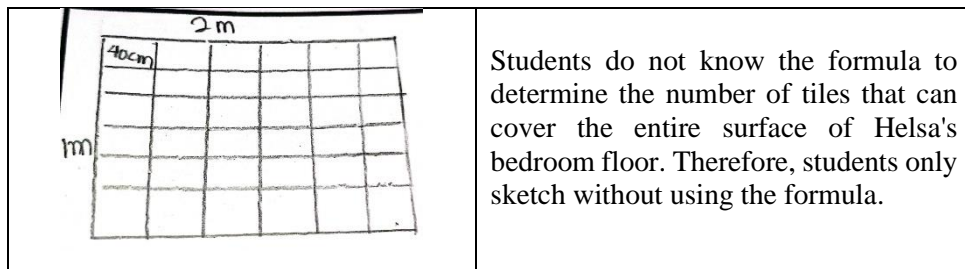 2m
40cm
1m
Students do not know the formula to
determine the number of tiles that can
cover the entire surface of Helsa's
bedroom floor. Therefore, students only
sketch without using the formula.